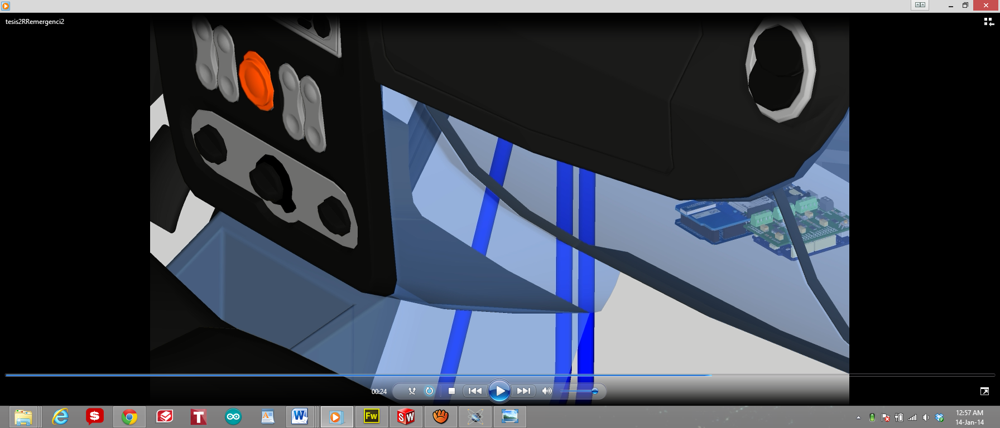 tesis2RRemergenci2
00:24
$
T
A
W
Fw
SW
12:57 AM
14-Jan-14